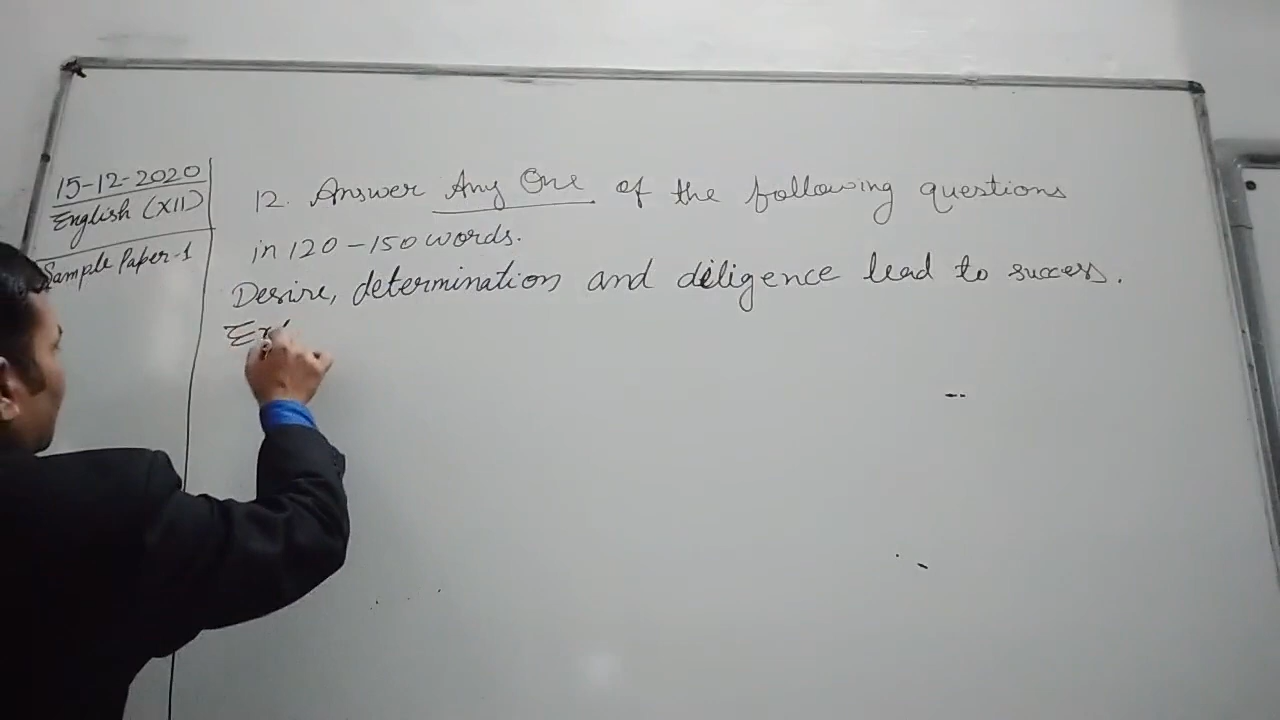 15-12-2020
English (XII)
Sample Paper-1
12. Answer Any One of the following questions
in 120-150 words.
Desire, determination and diligence lead to success.